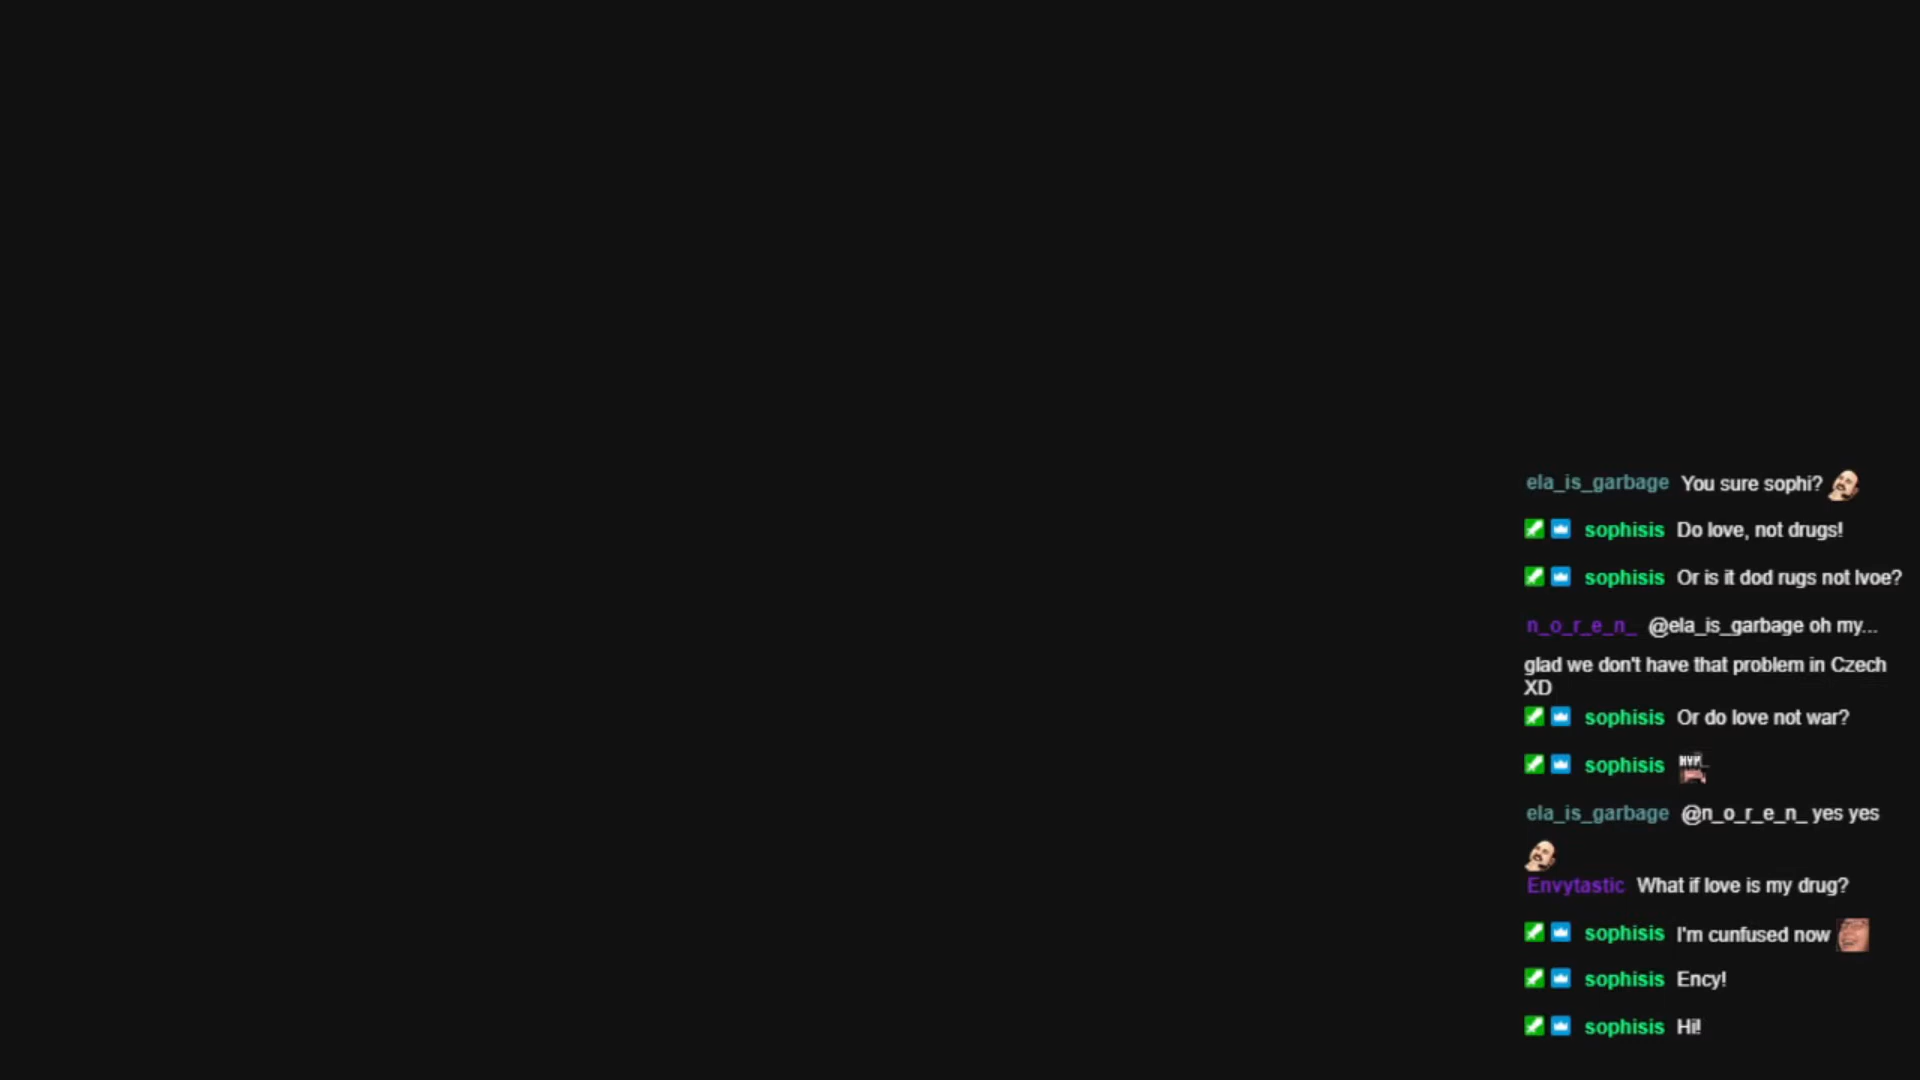 ela_is_garbage You sure sophi?
sophisis Do love, not drugs!
sophisis Or is it dod rugs not lvoe?
n_o_r_e_n_ @ela_is_garbage oh my...
glad we don't have that problem in Czech
XD
sophisis Or do love not war?
sophisis
ela_is_garbage @n_o_r_e_n_ yes yes
Envytastic What if love is my drug?
sophisis I'm cunfused now
sophisis Ency!
sophisis Hi!